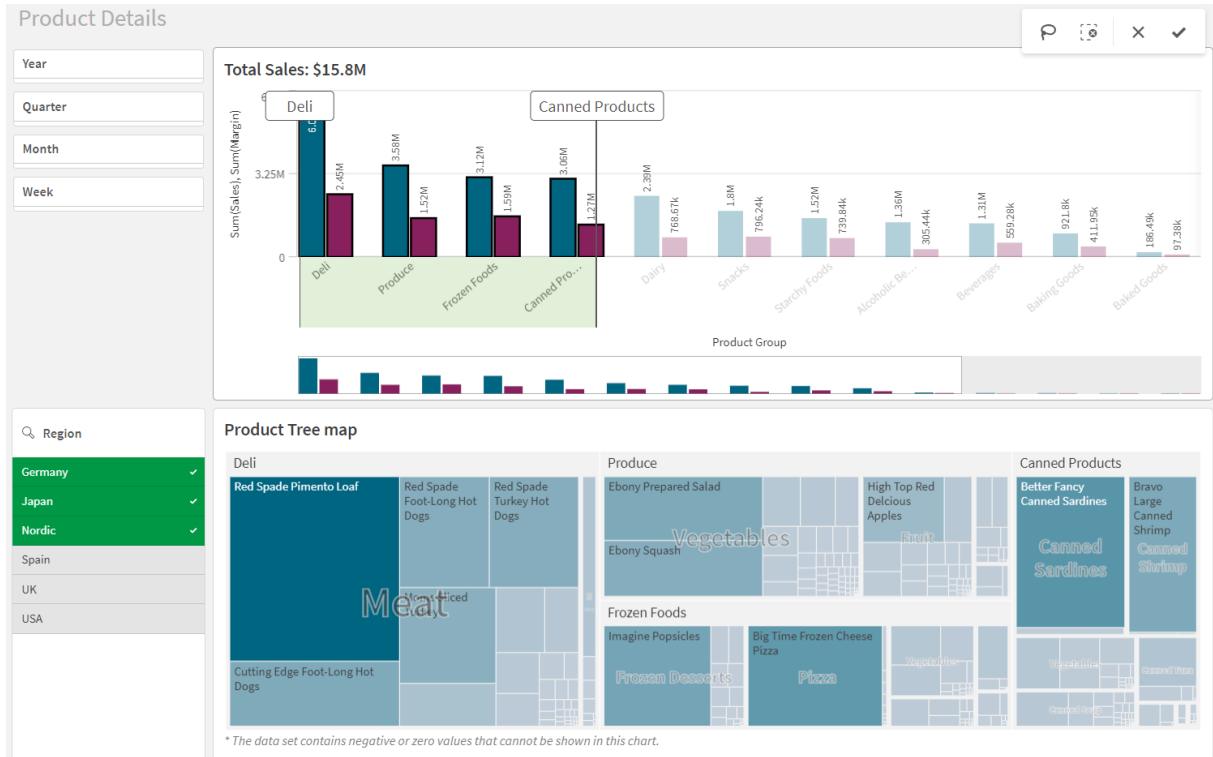 Product Details
Year
Quarter
Month
Week
Total Sales: $15.8M
Sum(Sales), Sum(Margin)
3.25M
0
Deli
Canned Products
2.45M
3.58M
1.52M
3.12M
1.59M
3.06M
1.27M
2.39M
768.67k
1.8M
796.24k
1.52M
739.84k
1.36M
305.44k
1.31M
559.28k
921.8k
411.95k
186.49k
97.38k
Deli
Produce
Frozen Foods
Canned Pro...
Dairy
Snacks
Starchy Foods
Alcoholic Be...
Beverages
Baking Goods
Baked Goods
Product Group
Region
Germany
Japan
Nordic
Spain
UK
USA
Product Tree map
Deli
Red Spade Pimento Loaf
Red Spade
Foot-Long Hot
Dogs
Red Spade
Turkey Hot
Dogs
Meat
Cutting Edge Foot-Long Hot
Dogs
Produce
Ebony Prepared Salad
Vegetables
Ebony Squash
High Top Red
Delcious
Apples
Fruit
Frozen Foods
Imagine Popsicles
Frozen Desserts
Big Time Frozen Cheese
Pizza
Pizza
Vegetables
Canned Products
Better Fancy
Canned Sardines
Canned
Sardines
Bravo
Large
Canned
Shrimp
Canned
Shrimp
Vegetables
Canned Tuna
Canned Soup
* The data set contains negative or zero values that cannot be shown in this chart.